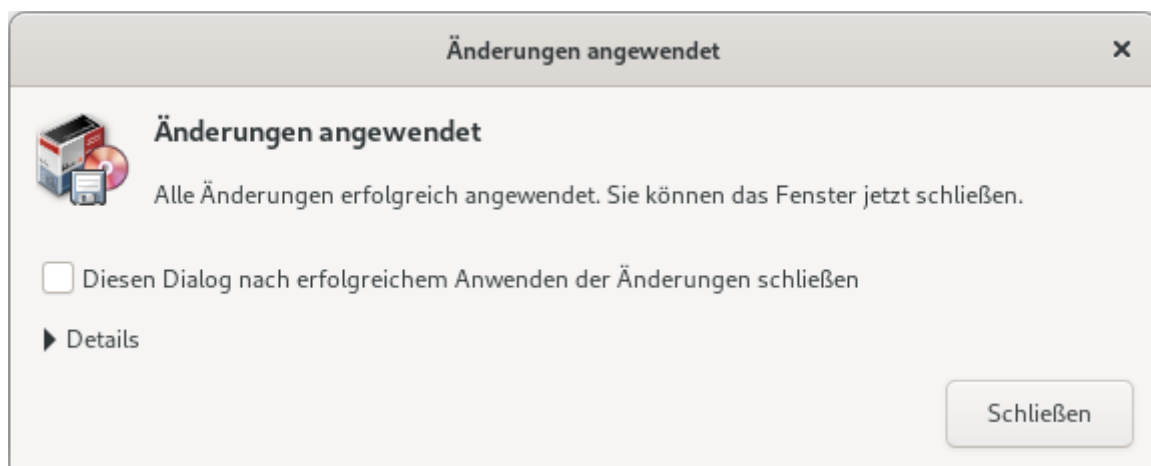 Änderungen angewendet
Änderungen angewendet
Alle Änderungen erfolgreich angewendet. Sie können das Fenster jetzt schließen.
Diesen Dialog nach erfolgreichem Anwenden der Änderungen schließen
Details
Schließen